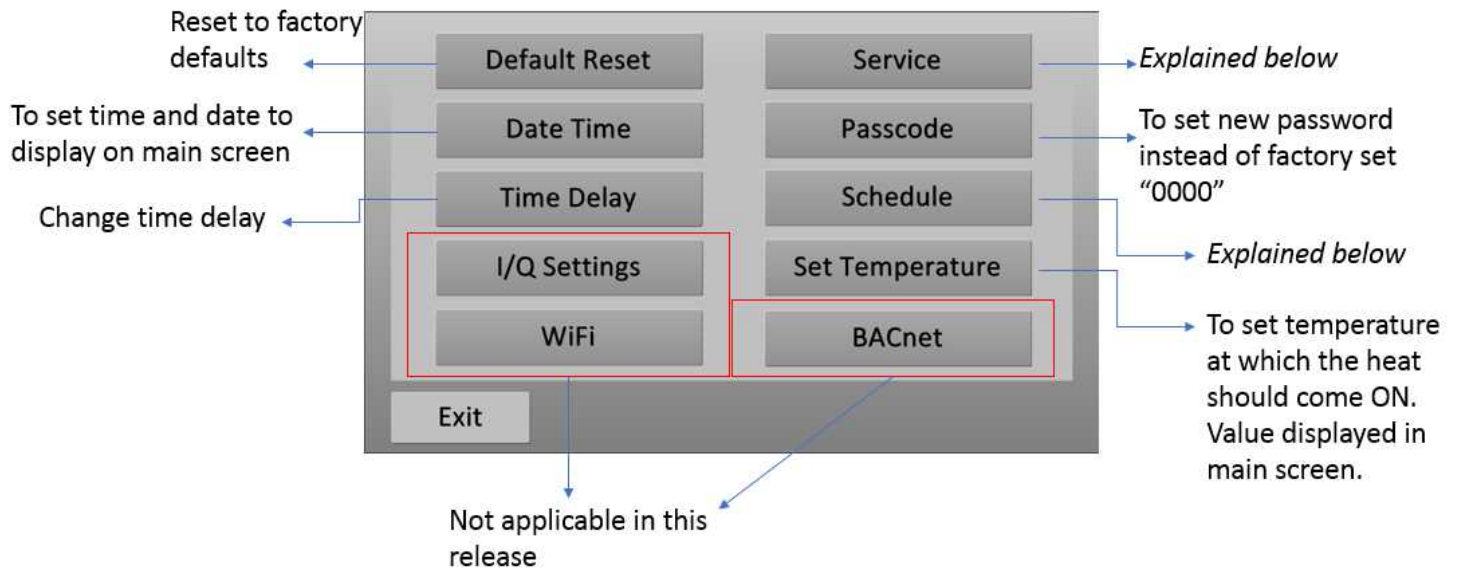 Reset to factory
defaults
To set time and date to
display on main screen
Change time delay
Default Reset
Date Time
Time Delay
I/Q Settings
WiFi
Exit
Service
Passcode
Schedule
Set Temperature
BACnet
Explained below
To set new password
instead of factory set
“0000”
Explained below
To set temperature
at which the heat
should come ON.
Value displayed in
main screen.
Not applicable in this
release